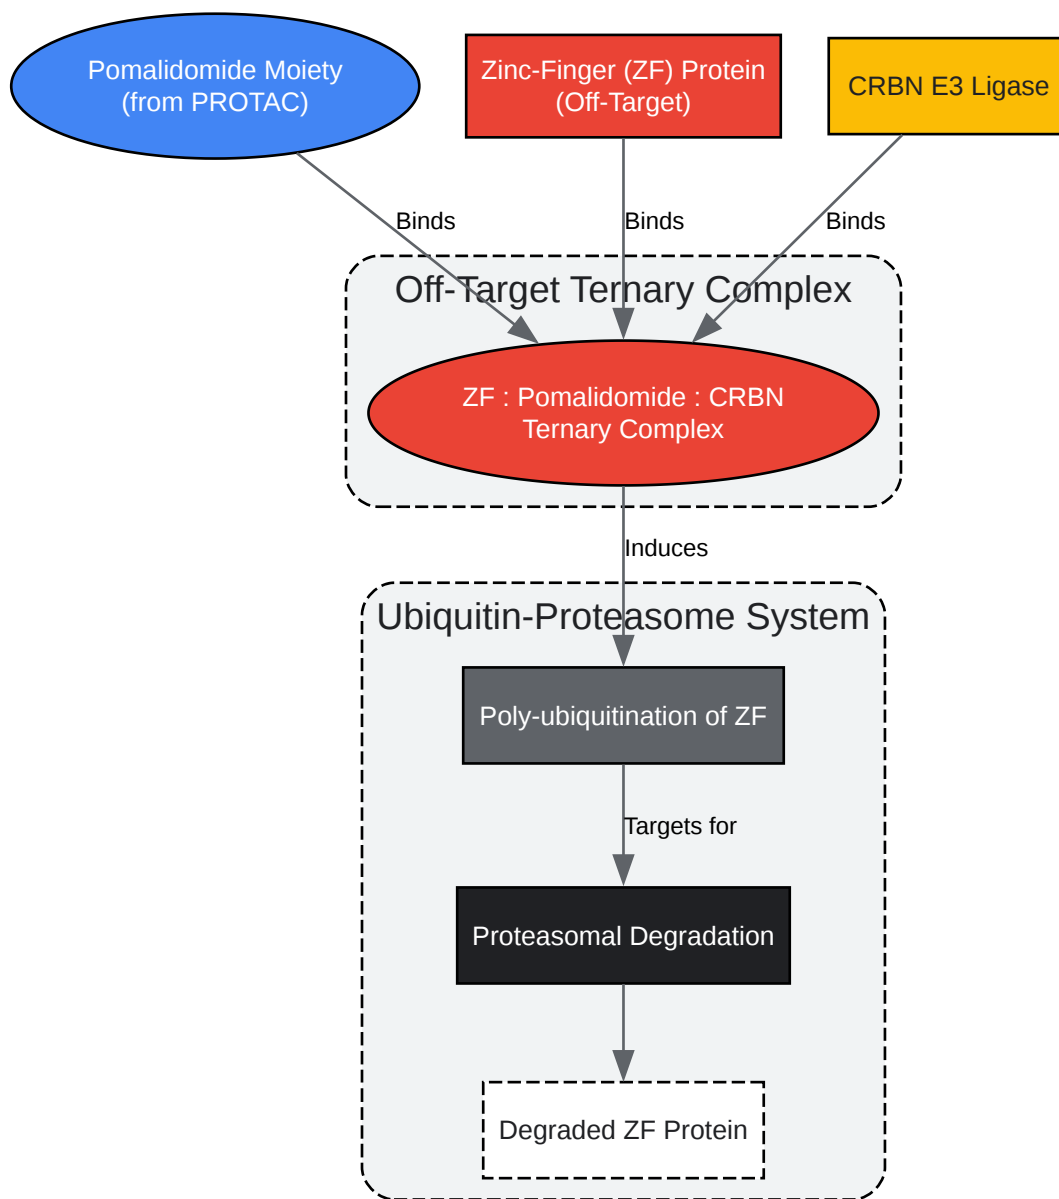 Pomalidomide Moiety
(from PROTAC)
Zinc-Finger (ZF) Protein
(Off-Target)
CRBN E3 Ligase
Binds
Binds
Binds
Off-Target Ternary Complex
ZF : Pomalidomide : CRBN
Ternary Complex
Induces
Ubiquitin-Proteasome System
Poly-ubiquitination of ZF
Targets for
Proteasomal Degradation
Degraded ZF Protein